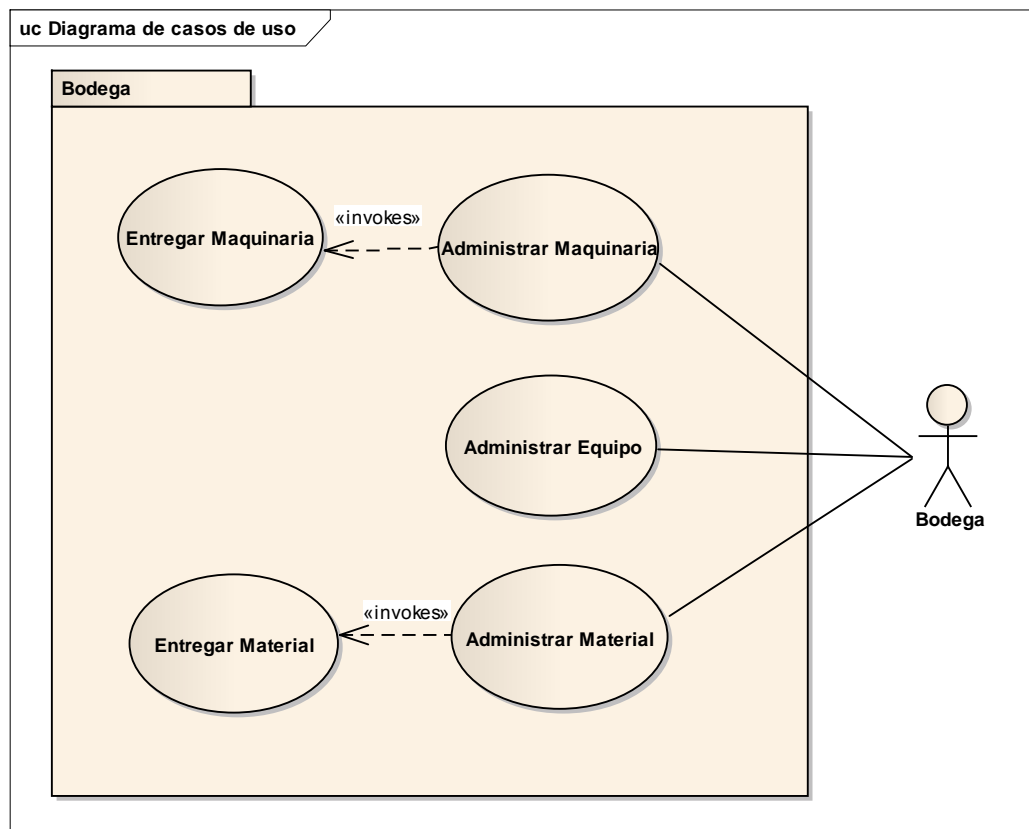 uc Diagrama de casos de uso
Bodega
«invokes»
Entregar Maquinaria
Administrar Maquinaria
Administrar Equipo
Bodega
«invokes»
Entregar Material
Administrar Material